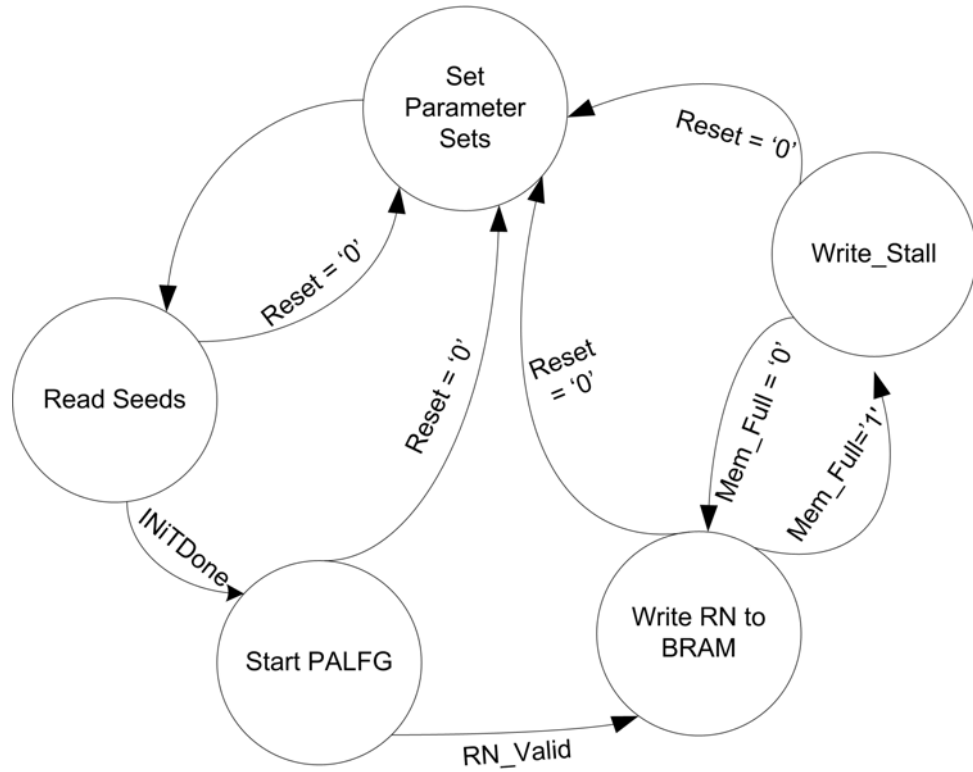 Set
Parameter
Sets
Reset = ‘0’
Write_Stall
Reset = ‘0’
Read Seeds
Reset = ‘0’
Reset
= ‘0’
Mem_Full = ‘0’
Mem_Full=’1’
INiTDone
Start PALFG
Write RN to
BRAM
RN_Valid